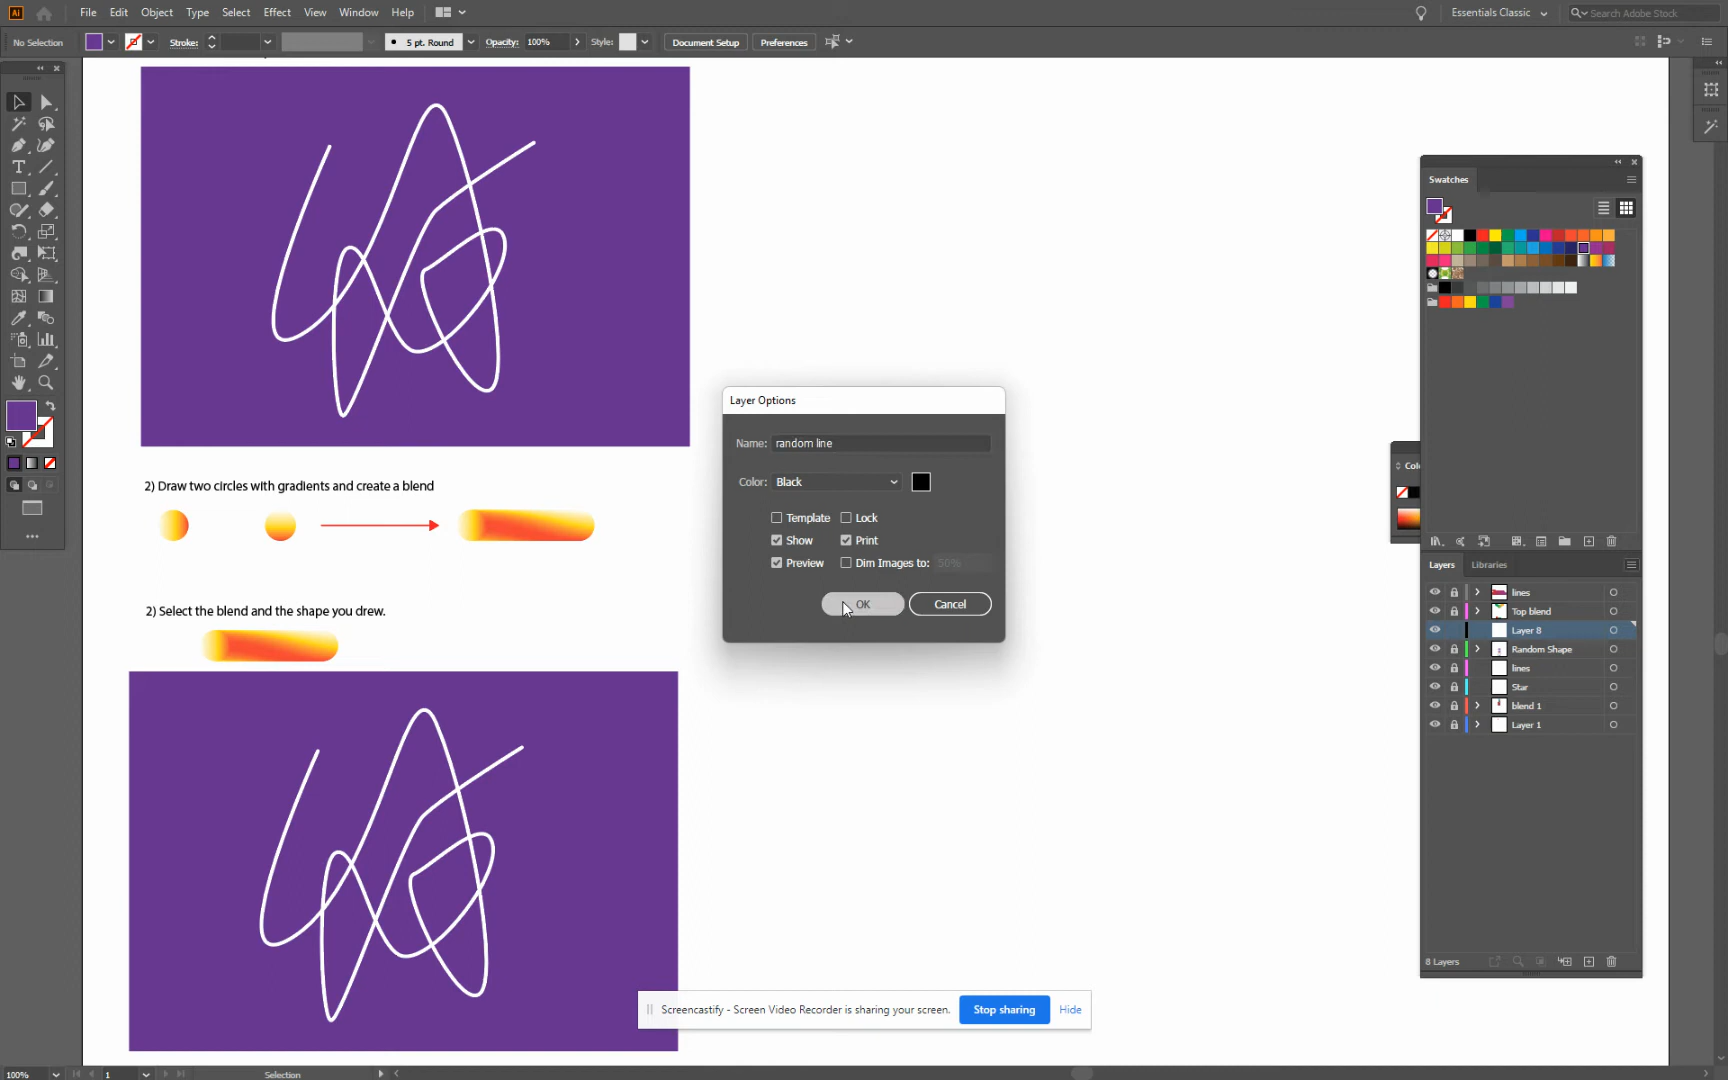 Ai File Edit Object Type Select Effect View Window Help Essentials Classic Search Adobe Stock
No Selection Stroke: 5 pt. Round Opacity: 100% Style: Document Setup Preferences
Swatches
Layer Options
Name: random line
Color: Black
Colo
2) Draw two circles with gradients and create a blend
Template Lock
Show Print
Preview Dim Images to: 50%
OK Cancel
Layers Libraries
lines
Top blend
Layer 8
Random Shape
lines
Star
blend 1
Layer 1
2) Select the blend and the shape you drew.
8 Layers
Screencastify - Screen Video Recorder is sharing your screen. Stop sharing Hide
100% 1 Selection